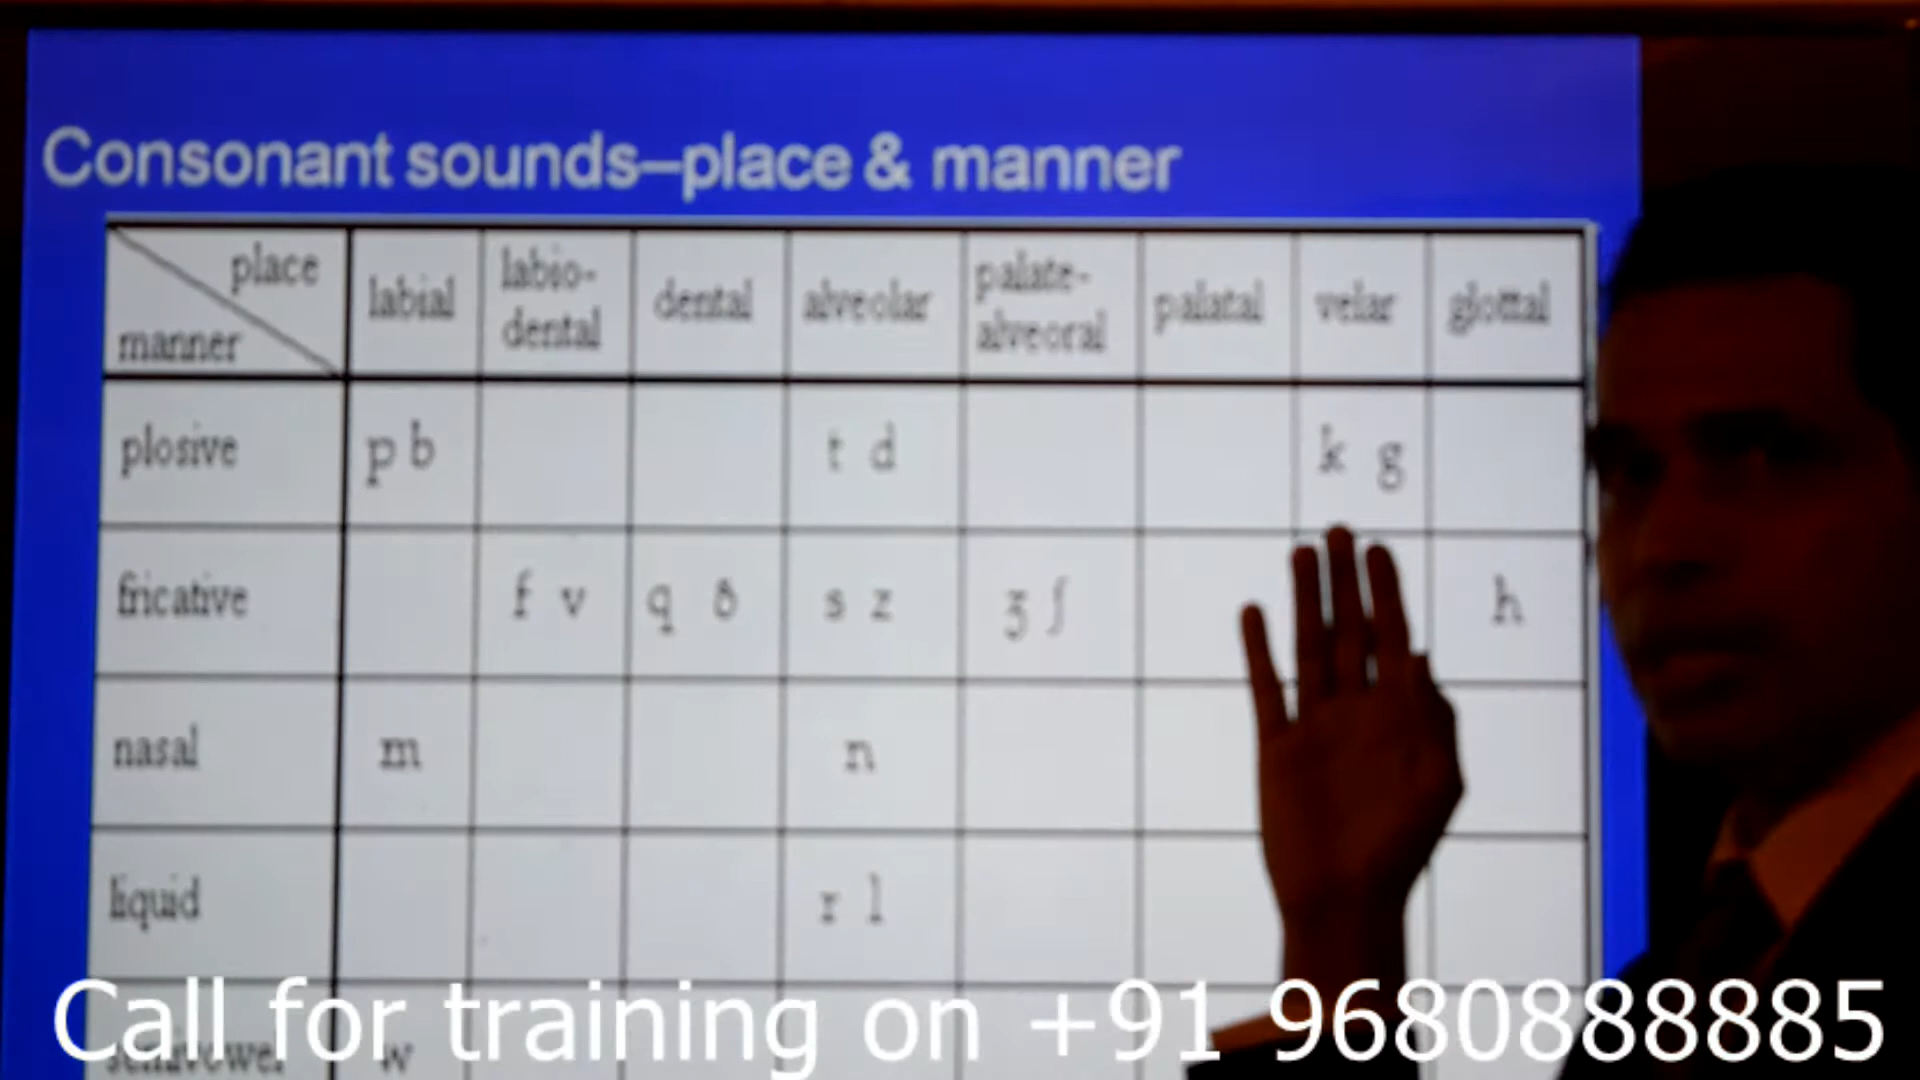 Consonant sounds–place & manner
place
manner
labial
labio-
dental
dental
alveolar
palate-
alveoral
palatal
velar
glottal
plosive
p b
t d
k g
fricative
f v
q ð
s z
ʒ ʃ
h
nasal
m
n
liquid
r l
semivowel
w
Call for training on +91 9680888885